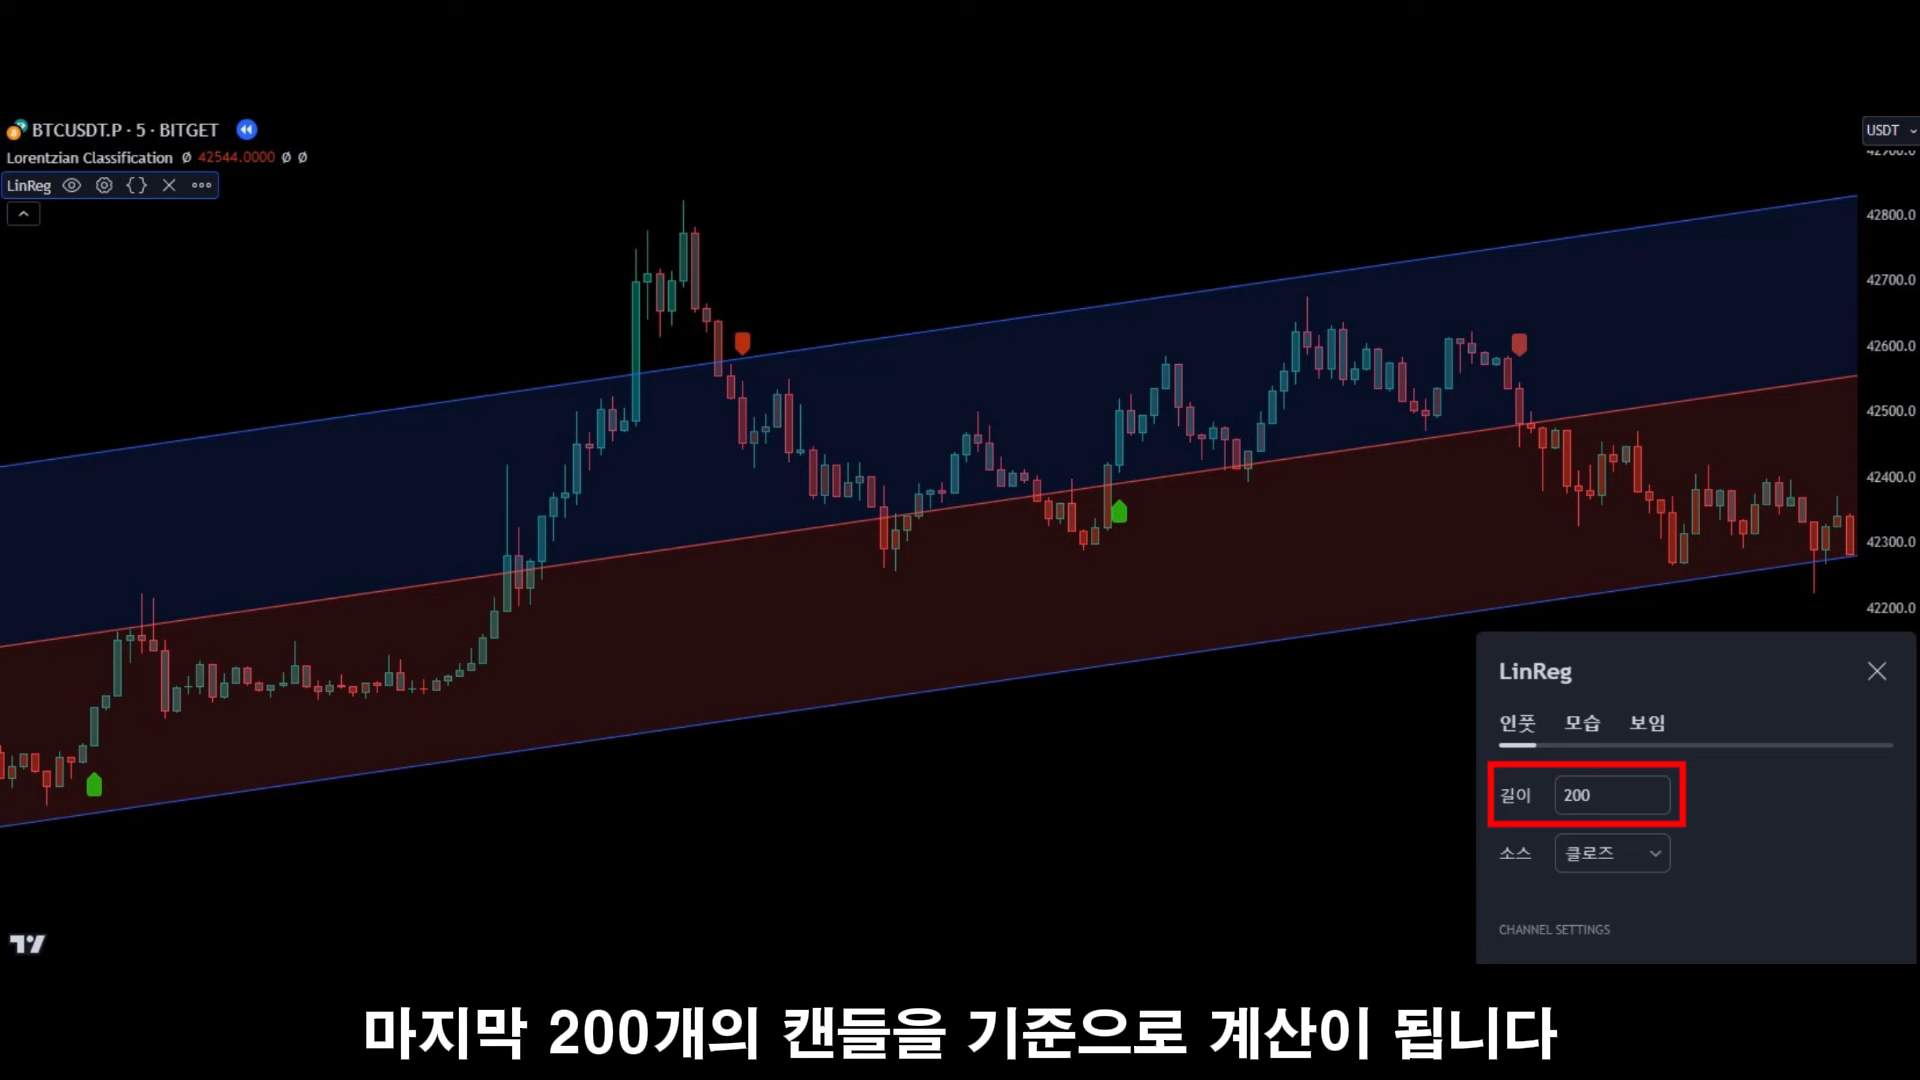 BTCUSDT.P · 5 · BITGET
USDT
Lorentzian Classification Ø 42544.0000 Ø Ø
LinReg
42800.0
42700.0
42600.0
42500.0
42400.0
42300.0
42200.0
LinReg
인풋 모습 보임
길이 200
소스 클로즈
CHANNEL SETTINGS
마지막 200개의 캔들을 기준으로 계산이 됩니다